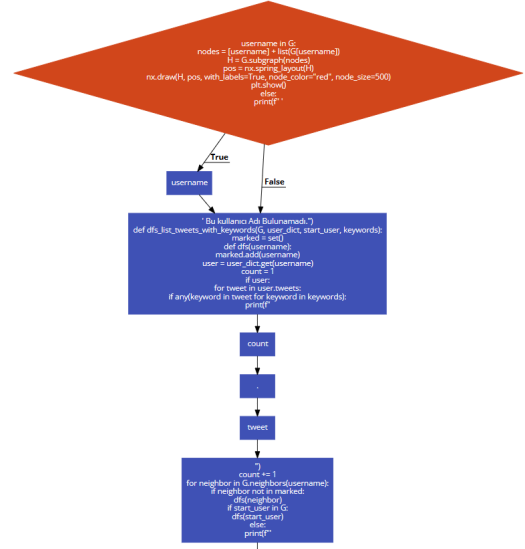 username in G:
nodes = [username] + list(G[username])
H = G.subgraph(nodes)
pos = nx.spring_layout(H)
nx.draw(H, pos, with_labels=True, node_color="red", node_size=500)
plt.show()
else:
print(f" '
True
False
username
' Bu kullanıcı Adı Bulunamadı.")
def dfs_list_tweets_with_keywords(G, user_dict, start_user, keywords):
marked = set()
def dfs(username):
marked.add(username)
user = user_dict.get(username)
count = 1
if user:
for tweet in user.tweets:
if any(keyword in tweet for keyword in keywords):
print(f"
count
.
tweet
")
count += 1
for neighbor in G.neighbors(username):
if neighbor not in marked:
dfs(neighbor)
if start_user in G:
dfs(start_user)
else:
print(f"'